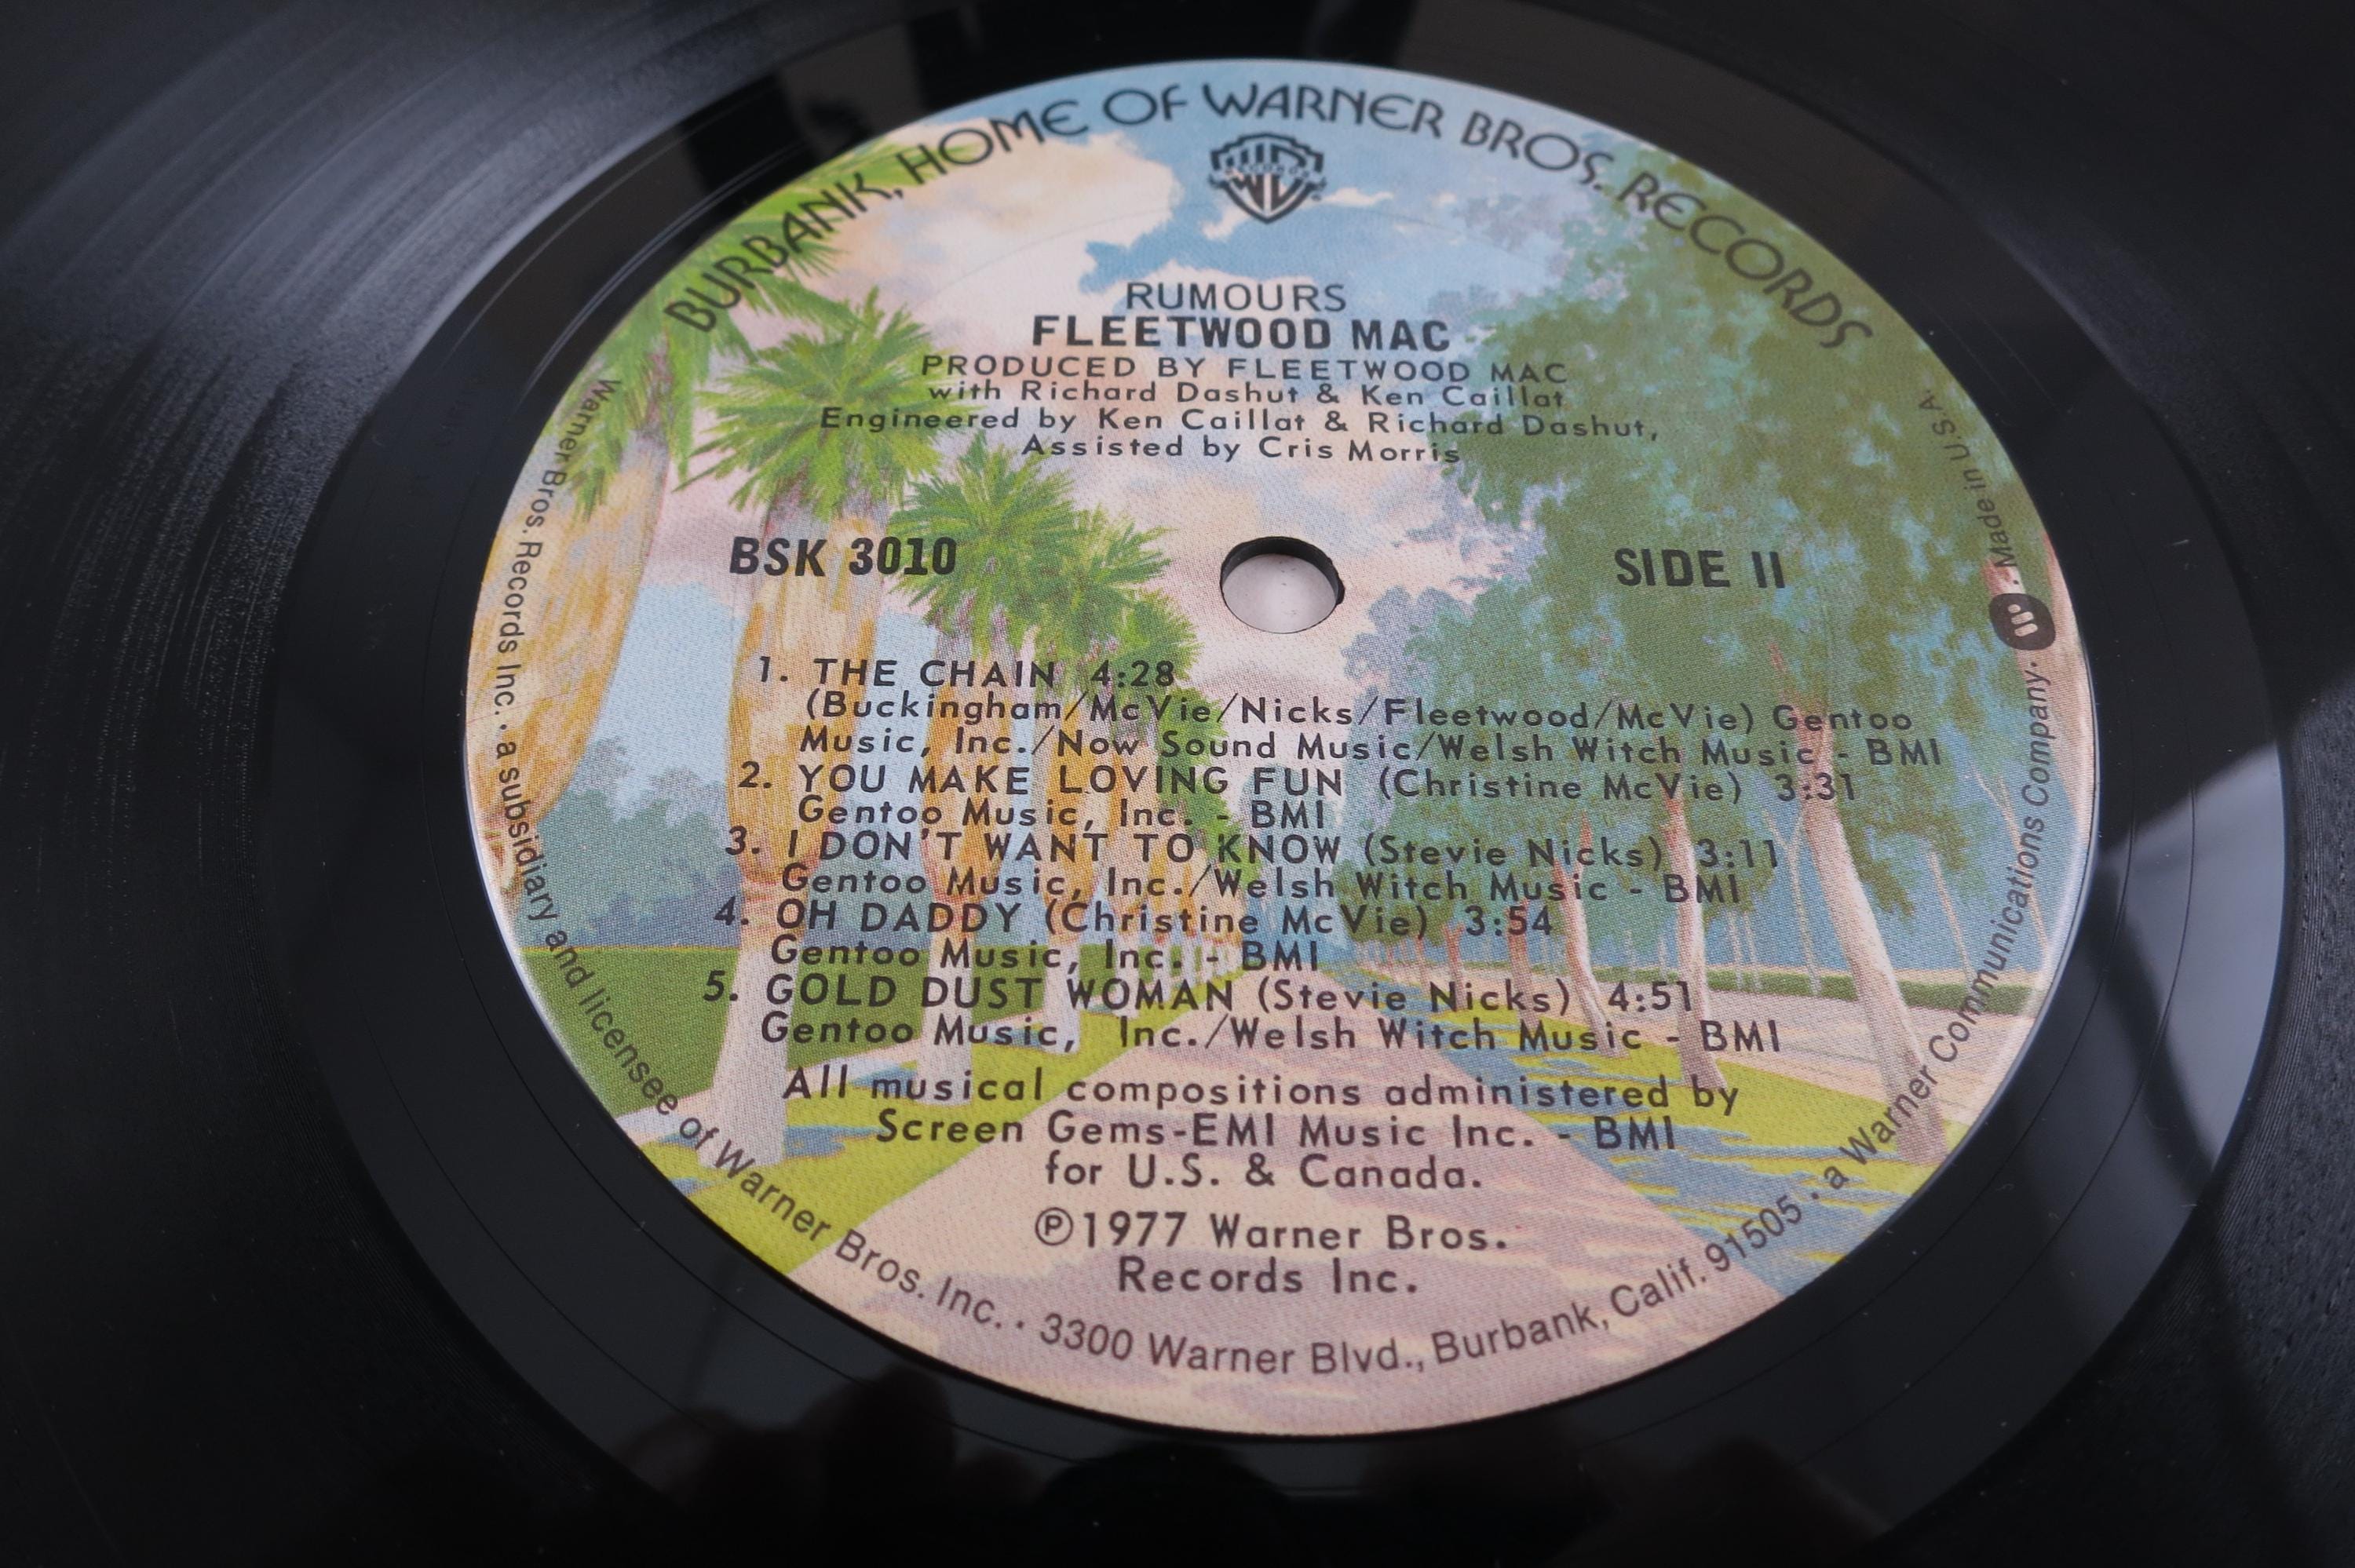 BURBANK, HOME OF WARNER BROS. RECORDS
RUMOURS
FLEETWOOD MAC
PRODUCED BY FLEETWOOD MAC
with Richard Dashut & Ken Caillat
Engineered by Ken Caillat & Richard Dashut,
Assisted by Cris Morris
BSK 3010
SIDE II
1. THE CHAIN 4:28
(Buckingham/McVie/Nicks/Fleetwood/McVie) Gentoo
Music, Inc./Now Sound Music/Welsh Witch Music - BMI
2. YOU MAKE LOVING FUN (Christine McVie) 3:31
Gentoo Music, Inc. - BMI
3. I DON'T WANT TO KNOW (Stevie Nicks) 3:11
Gentoo Music, Inc./Welsh Witch Music - BMI
4. OH DADDY (Christine McVie) 3:54
Gentoo Music, Inc. - BMI
5. GOLD DUST WOMAN (Stevie Nicks) 4:51
Gentoo Music, Inc./Welsh Witch Music - BMI
All musical compositions administered by
Screen Gems-EMI Music Inc. - BMI
for U.S. & Canada.
℗1977 Warner Bros.
Records Inc.
Warner Bros. Records Inc. · a subsidiary and licensee of Warner Bros. Inc. · 3300 Warner Blvd., Burbank, Calif. 91505 · a Warner Communications Company. · Made in U.S.A.